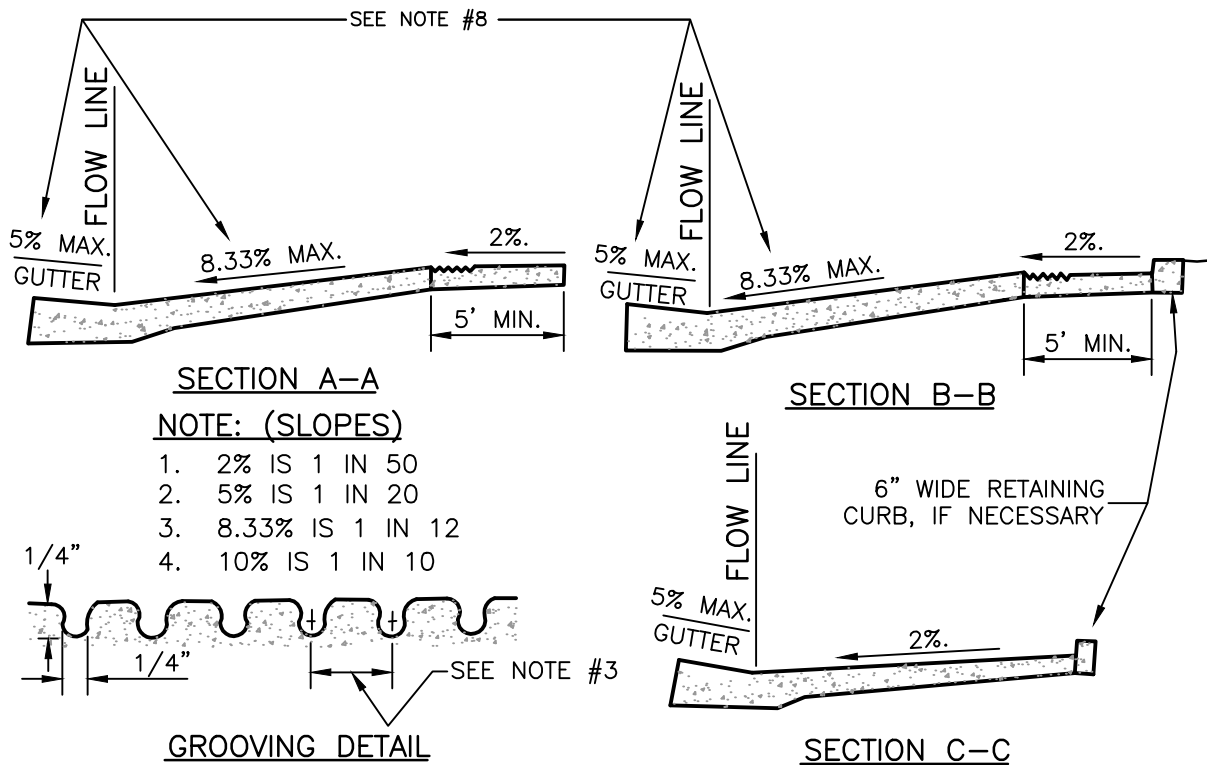 SEE NOTE #8
FLOW LINE
5% MAX.
GUTTER
8.33% MAX.
2%.
5' MIN.
SECTION A–A
FLOW LINE
5% MAX.
GUTTER
8.33% MAX.
2%.
5' MIN.
SECTION B–B
NOTE: (SLOPES)
1. 2% IS 1 IN 50
2. 5% IS 1 IN 20
3. 8.33% IS 1 IN 12
4. 10% IS 1 IN 10
1/4"
1/4"
SEE NOTE #3
GROOVING DETAIL
FLOW LINE
6" WIDE RETAINING
CURB, IF NECESSARY
5% MAX.
GUTTER
2%.
SECTION C–C